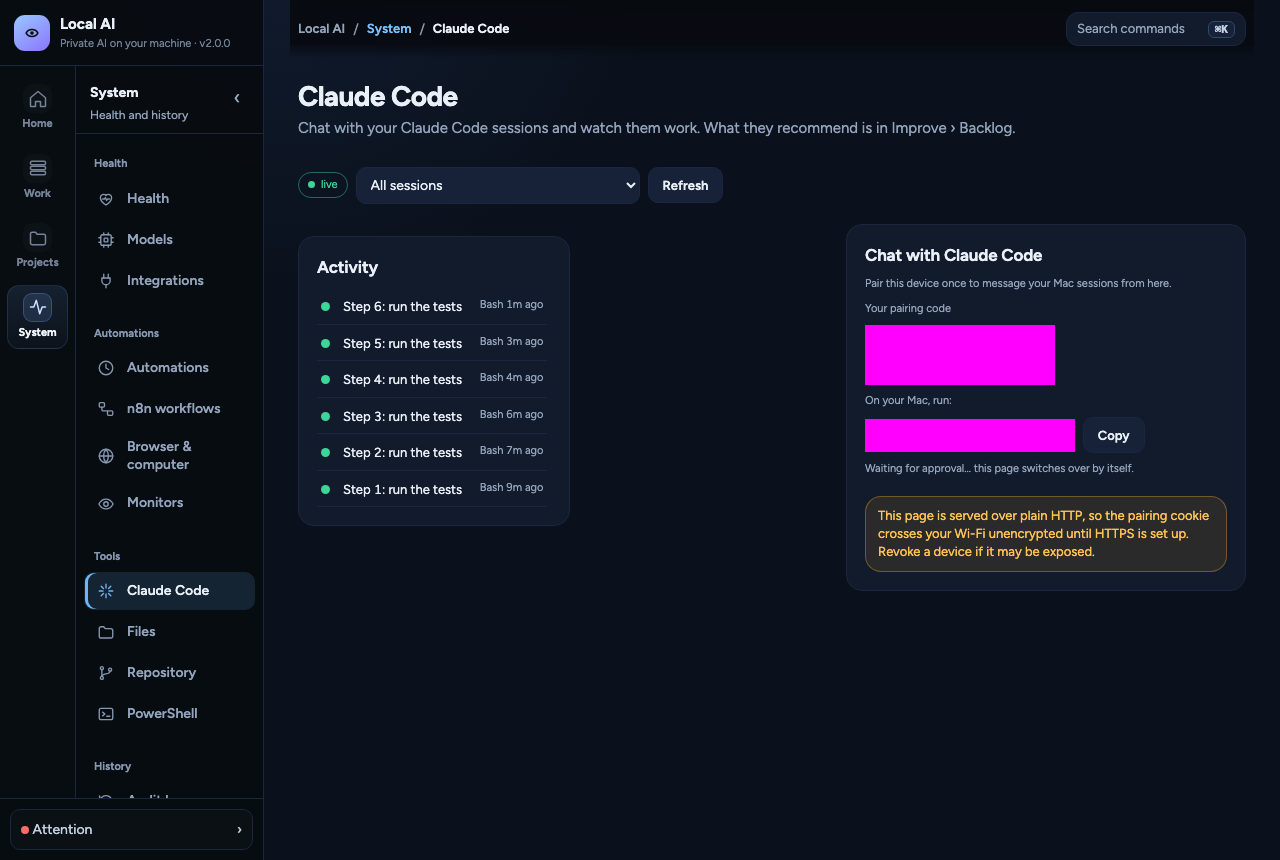 Local AI
Private AI on your machine · v2.0.0
Home
Work
Projects
System
System
Health and history
Health
Health
Models
Integrations
Automations
Automations
n8n workflows
Browser &
computer
Monitors
Tools
Claude Code
Files
Repository
PowerShell
History
Attention
Local AI / System / Claude Code
Search commands ⌘K
Claude Code
Chat with your Claude Code sessions and watch them work. What they recommend is in Improve › Backlog.
live
All sessions
Refresh
Activity
Step 6: run the tests Bash 1m ago
Step 5: run the tests Bash 3m ago
Step 4: run the tests Bash 4m ago
Step 3: run the tests Bash 6m ago
Step 2: run the tests Bash 7m ago
Step 1: run the tests Bash 9m ago
Chat with Claude Code
Pair this device once to message your Mac sessions from here.
Your pairing code
On your Mac, run:
Copy
Waiting for approval... this page switches over by itself.
This page is served over plain HTTP, so the pairing cookie
crosses your Wi-Fi unencrypted until HTTPS is set up.
Revoke a device if it may be exposed.